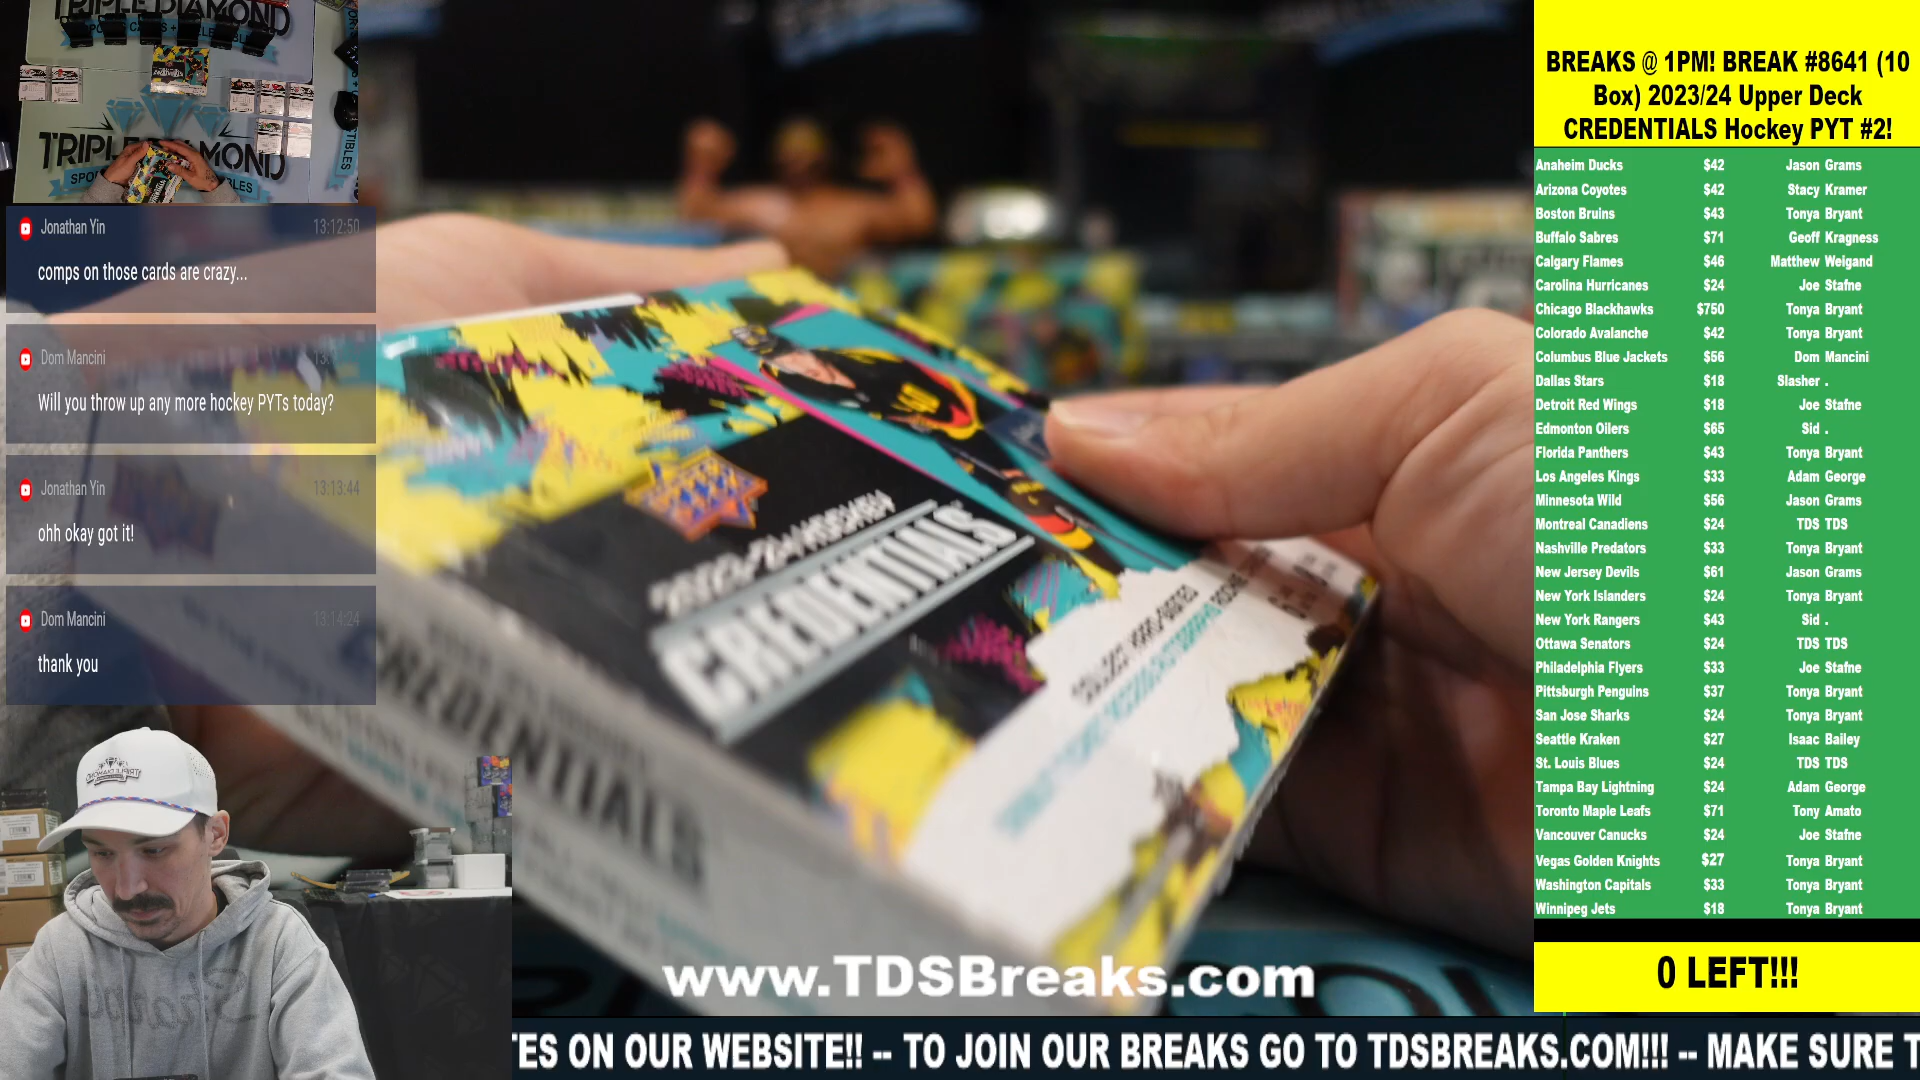 TRIPLE DIAMOND
TRIPLE DIAMOND
Jonathan Yin 13:12:50
comps on those cards are crazy...
Dom Mancini
Will you throw up any more hockey PYTs today?
Jonathan Yin 13:13:44
ohh okay got it!
Dom Mancini 13:14:24
thank you
2023/24 HOCKEY
CREDENTIALS
CREDENTIALS
www.TDSBreaks.com
BREAKS @ 1PM! BREAK #8641 (10
Box) 2023/24 Upper Deck
CREDENTIALS Hockey PYT #2!
Anaheim Ducks $42 Jason Grams
Arizona Coyotes $42 Stacy Kramer
Boston Bruins $43 Tonya Bryant
Buffalo Sabres $71 Geoff Kragness
Calgary Flames $46 Matthew Weigand
Carolina Hurricanes $24 Joe Stafne
Chicago Blackhawks $750 Tonya Bryant
Colorado Avalanche $42 Tonya Bryant
Columbus Blue Jackets $56 Dom Mancini
Dallas Stars $18 Slasher .
Detroit Red Wings $18 Joe Stafne
Edmonton Oilers $65 Sid .
Florida Panthers $43 Tonya Bryant
Los Angeles Kings $33 Adam George
Minnesota Wild $56 Jason Grams
Montreal Canadiens $24 TDS TDS
Nashville Predators $33 Tonya Bryant
New Jersey Devils $61 Jason Grams
New York Islanders $24 Tonya Bryant
New York Rangers $43 Sid .
Ottawa Senators $24 TDS TDS
Philadelphia Flyers $33 Joe Stafne
Pittsburgh Penguins $37 Tonya Bryant
San Jose Sharks $24 Tonya Bryant
Seattle Kraken $27 Isaac Bailey
St. Louis Blues $24 TDS TDS
Tampa Bay Lightning $24 Adam George
Toronto Maple Leafs $71 Tony Amato
Vancouver Canucks $24 Joe Stafne
Vegas Golden Knights $27 Tonya Bryant
Washington Capitals $33 Tonya Bryant
Winnipeg Jets $18 Tonya Bryant
0 LEFT!!!
TES ON OUR WEBSITE!! -- TO JOIN OUR BREAKS GO TO TDSBREAKS.COM!!! -- MAKE SURE T